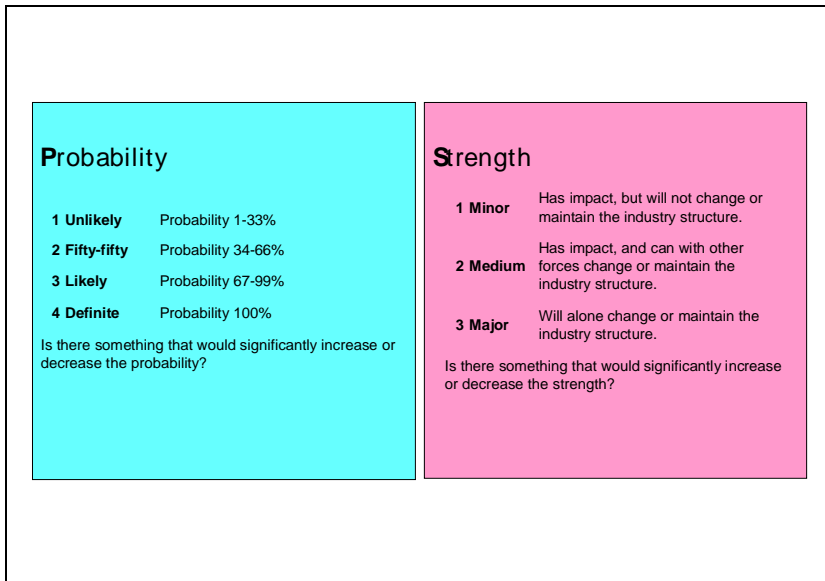 Probability
1 Unlikely Probability 1-33%
2 Fifty-fifty Probability 34-66%
3 Likely Probability 67-99%
4 Definite Probability 100%
Is there something that would significantly increase or
decrease the probability?
Strength
1 Minor Has impact, but will not change or
maintain the industry structure.
2 Medium Has impact, and can with other
forces change or maintain the
industry structure.
3 Major Will alone change or maintain the
industry structure.
Is there something that would significantly increase
or decrease the strength?